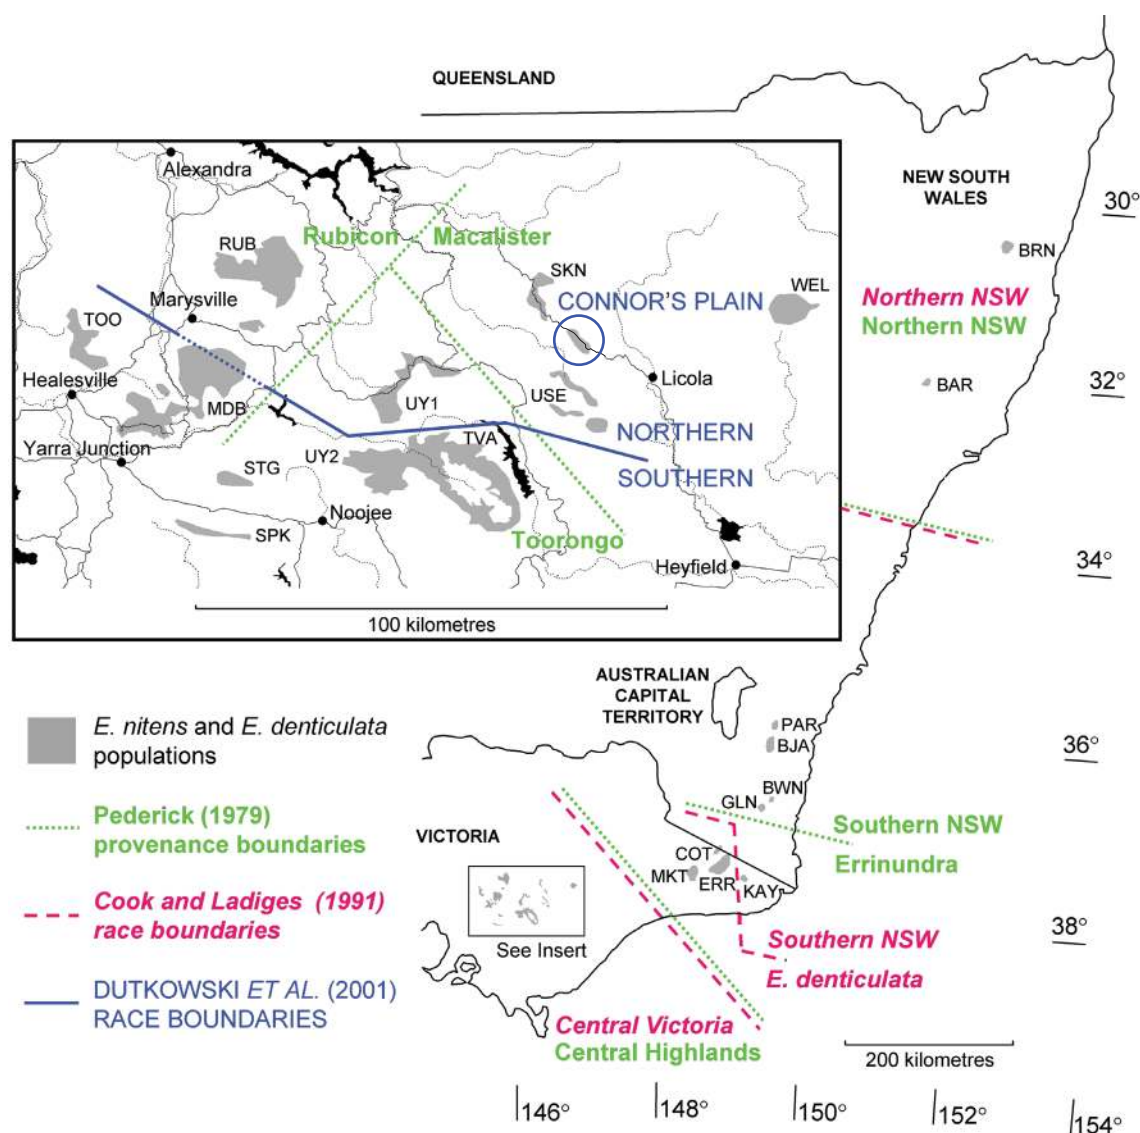 QUEENSLAND
NEW SOUTH
WALES
30°
BRN
Northern NSW
Northern NSW
BAR
32°
34°
Alexandra
Rubicon
Macalister
RUB
SKN
WEL
CONNOR'S PLAIN
Marysville
TOO
Healesville
Licola
MDB
UY1
USE
NORTHERN
Yarra Junction
UY2
TVA
SOUTHERN
STG
Noojee
SPK
Toorongo
Heyfield
100 kilometres
AUSTRALIAN
CAPITAL
TERRITORY
PAR
BJA
36°
BWN
GLN
Southern NSW
Errinundra
VICTORIA
COT
MKT
ERR
KAY
See Insert
38°
Southern NSW
E. denticulata
Central Victoria
Central Highlands
200 kilometres
146°
148°
150°
152°
154°
E. nitens and E. denticulata
populations
Pederick (1979)
provenance boundaries
Cook and Ladiges (1991)
race boundaries
DUTKOWSKI ET AL. (2001)
RACE BOUNDARIES